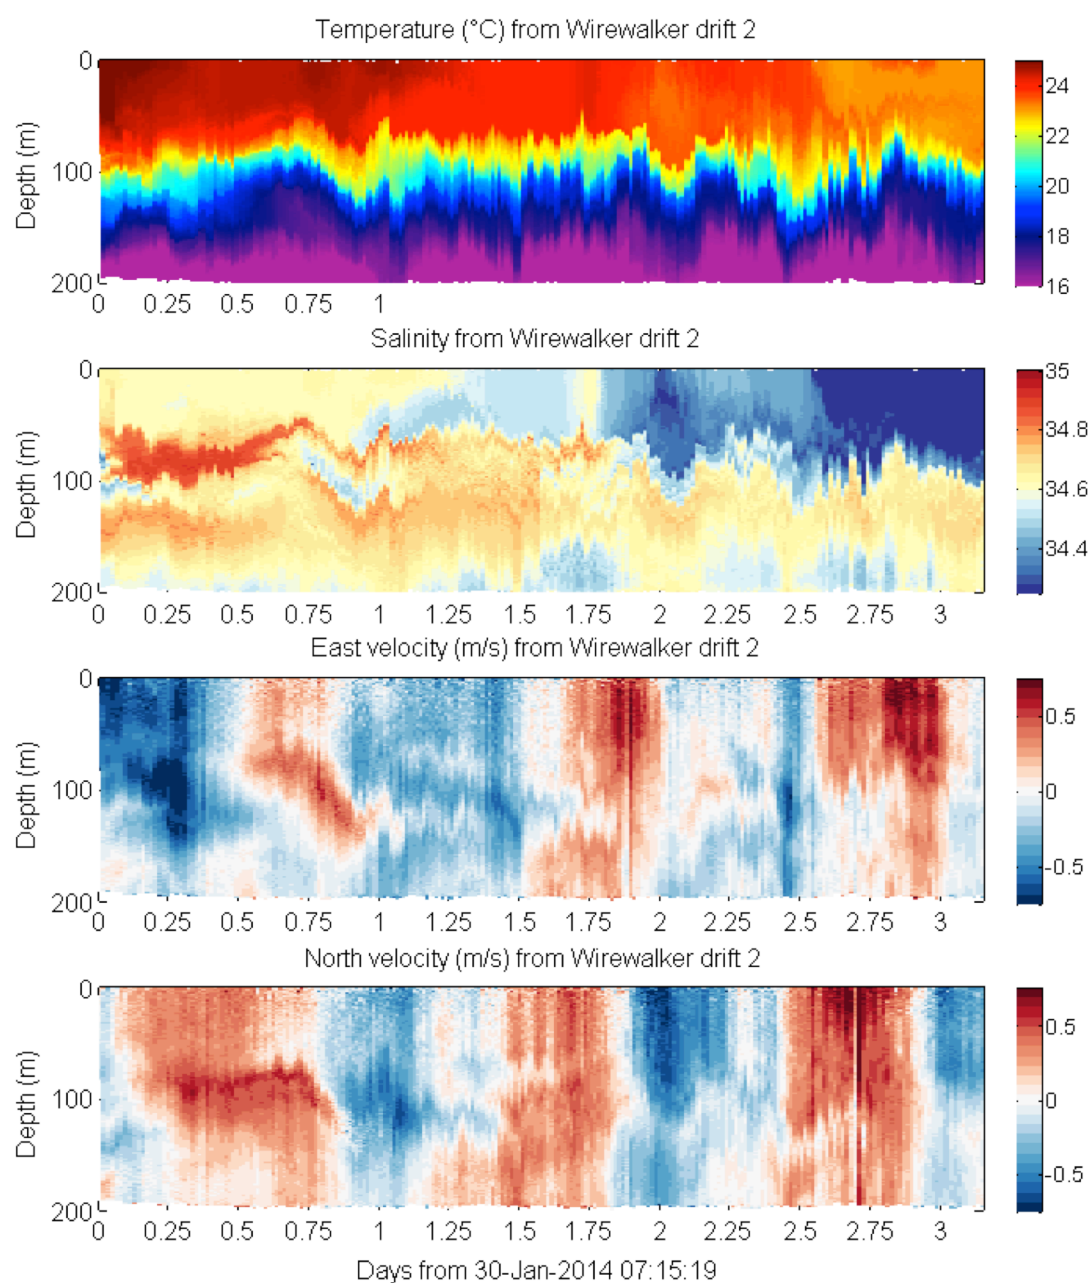 Temperature (°C) from Wirewalker drift 2
0
100
200
Depth (m)
0 0.25 0.5 0.75 1
24
22
20
18
16
Salinity from Wirewalker drift 2
0
100
200
Depth (m)
0 0.25 0.5 0.75 1 1.25 1.5 1.75 2 2.25 2.5 2.75 3
35
34.8
34.6
34.4
East velocity (m/s) from Wirewalker drift 2
0
100
200
Depth (m)
0 0.25 0.5 0.75 1 1.25 1.5 1.75 2 2.25 2.5 2.75 3
0.5
0
-0.5
North velocity (m/s) from Wirewalker drift 2
0
100
200
Depth (m)
0 0.25 0.5 0.75 1 1.25 1.5 1.75 2 2.25 2.5 2.75 3
0.5
0
-0.5
Days from 30-Jan-2014 07:15:19